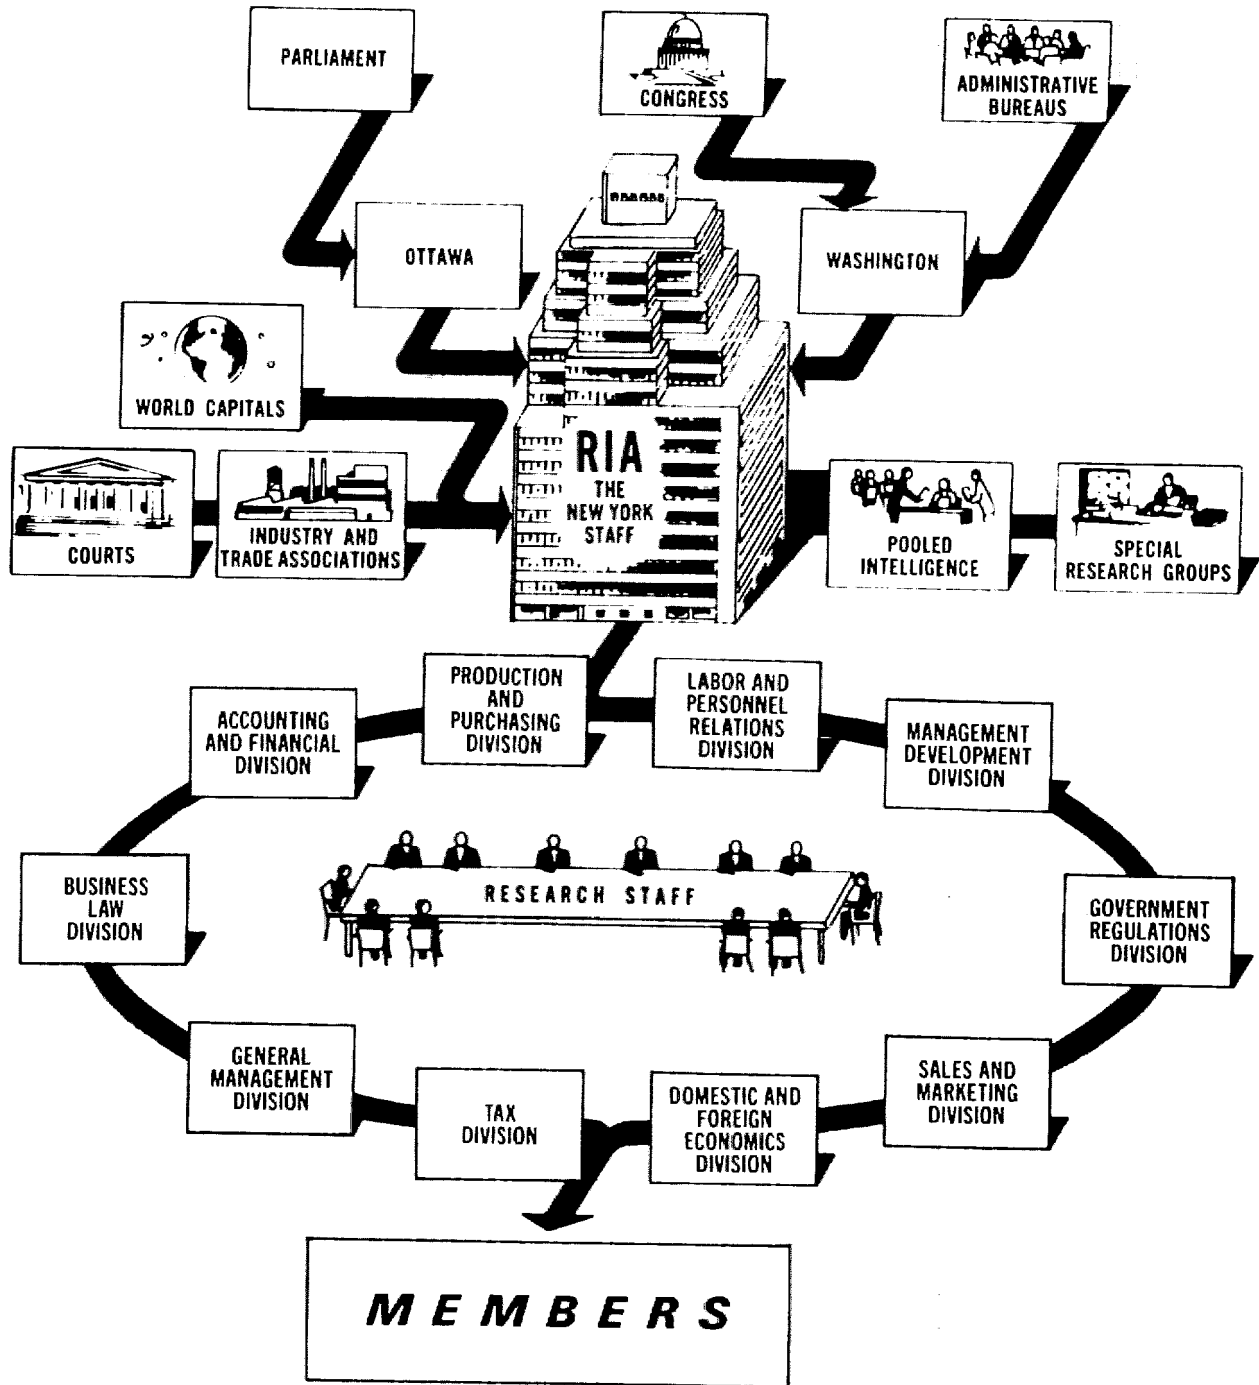 PARLIAMENT
CONGRESS
ADMINISTRATIVE
BUREAUS
OTTAWA
WASHINGTON
WORLD CAPITALS
COURTS
INDUSTRY AND
TRADE ASSOCIATIONS
RIA
THE
NEW YORK
STAFF
POOLED
INTELLIGENCE
SPECIAL
RESEARCH GROUPS
PRODUCTION
AND
PURCHASING
DIVISION
LABOR AND
PERSONNEL
RELATIONS
DIVISION
ACCOUNTING
AND FINANCIAL
DIVISION
MANAGEMENT
DEVELOPMENT
DIVISION
BUSINESS
LAW
DIVISION
RESEARCH STAFF
GOVERNMENT
REGULATIONS
DIVISION
GENERAL
MANAGEMENT
DIVISION
TAX
DIVISION
DOMESTIC AND
FOREIGN
ECONOMICS
DIVISION
SALES AND
MARKETING
DIVISION
MEMBERS